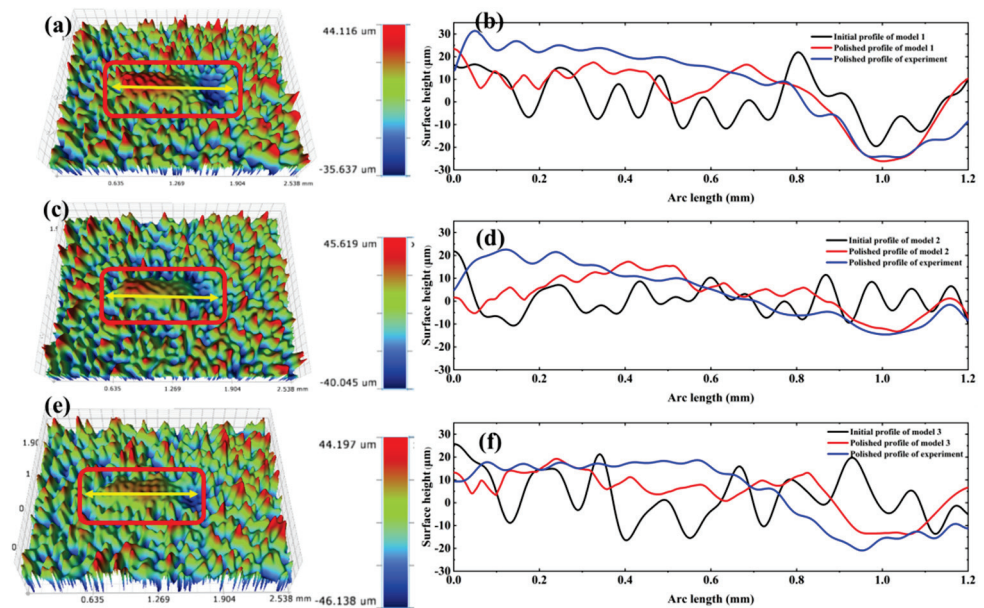 (a)
44.116 um
-35.637 um
0.635 1.269 1.904 2.538 mm
(b)
Initial profile of model 1
Polished profile of model 1
Polished profile of experiment
Surface height (μm)
30
20
10
0
-10
-20
-30
0.0 0.2 0.4 0.6 0.8 1.0 1.2
Arc length (mm)
(c)
45.619 um
-40.045 um
0.635 1.269 1.904 2.538 mm
(d)
Initial profile of model 2
Polished profile of model 2
Polished profile of experiment
Surface height (μm)
30
20
10
0
-10
-20
-30
0.0 0.2 0.4 0.6 0.8 1.0 1.2
Arc length (mm)
(e)
1.90
0
44.197 um
-46.138 um
0.635 1.269 1.904 2.538 mm
(f)
Initial profile of model 3
Polished profile of model 3
Polished profile of experiment
Surface height (μm)
30
20
10
0
-10
-20
-30
0.0 0.2 0.4 0.6 0.8 1.0 1.2
Arc length (mm)